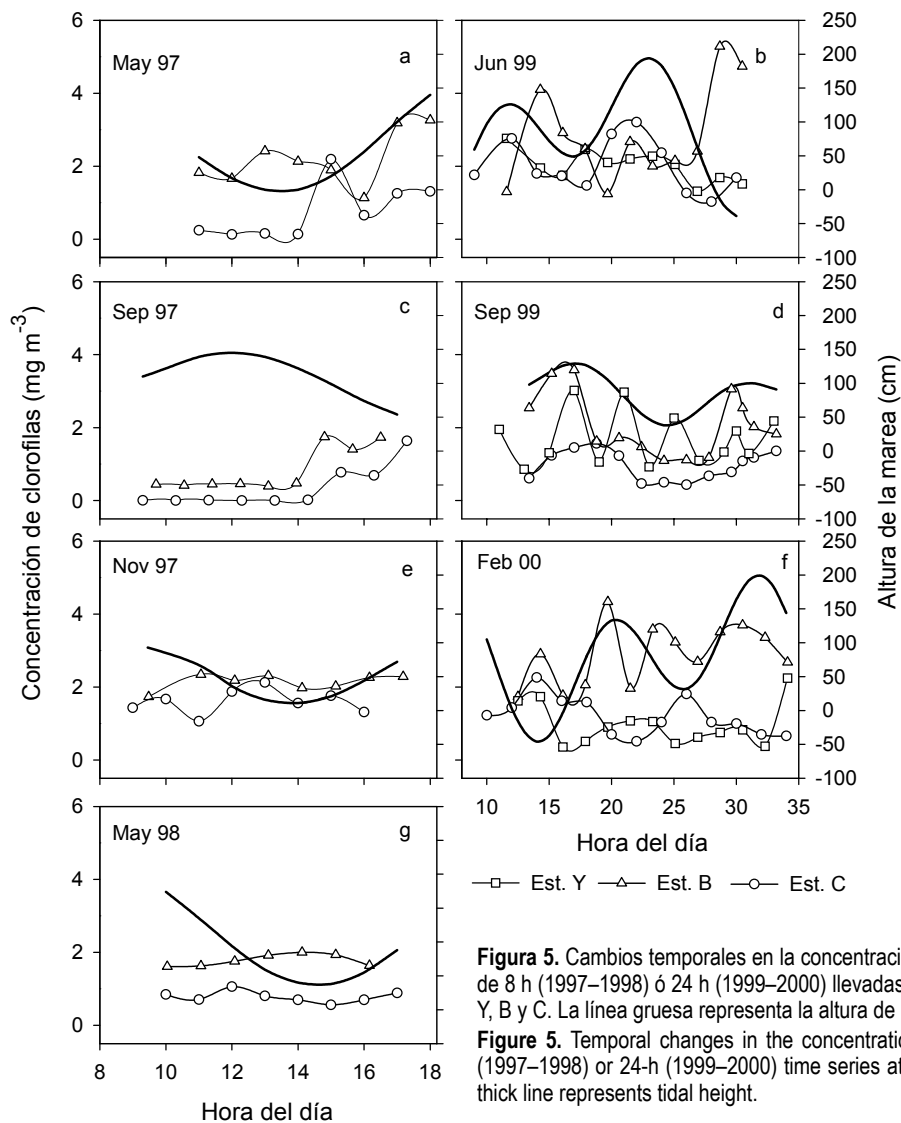 6
4
2
0
May 97
a
Jun 99
b
250
200
150
100
50
0
-50
-100
6
4
2
0
Sep 97
c
Sep 99
d
250
200
150
100
50
0
-50
-100
6
4
2
0
Nov 97
e
Feb 00
f
250
200
150
100
50
0
-50
-100
10 15 20 25 30 35
Hora del día
6
4
2
0
May 98
g
8 10 12 14 16 18
Hora del día
Concentración de clorofilas (mg m⁻³)
Altura de la marea (cm)
Est. Y Est. B Est. C
Figura 5. Cambios temporales en la concentraci
de 8 h (1997–1998) ó 24 h (1999–2000) llevadas
Y, B y C. La línea gruesa representa la altura de
Figure 5. Temporal changes in the concentratio
(1997–1998) or 24-h (1999–2000) time series at
thick line represents tidal height.